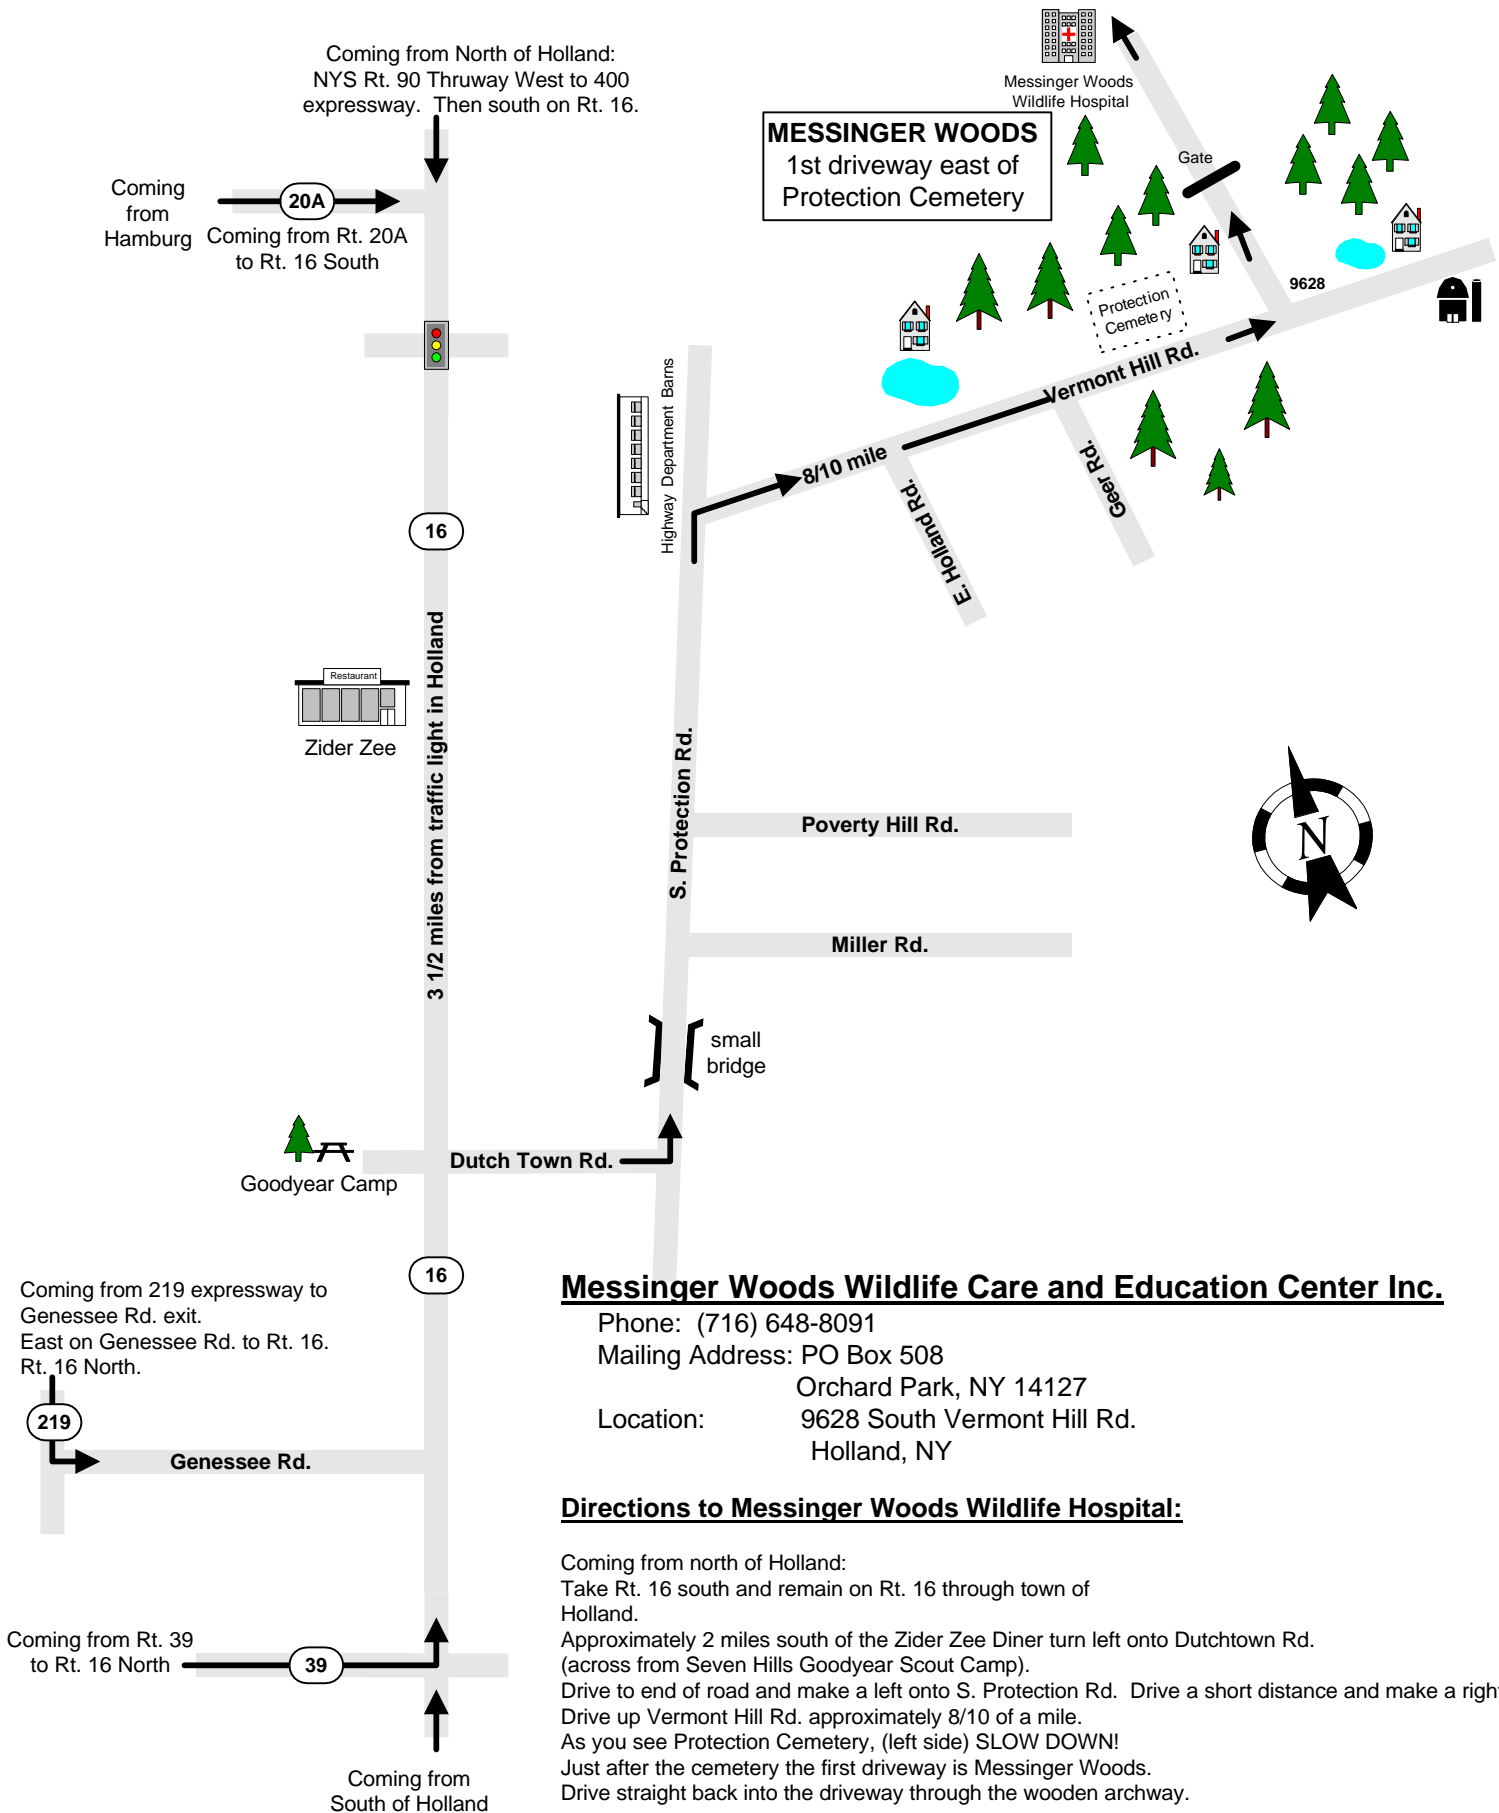 Coming from North of Holland:
NYS Rt. 90 Thruway West to 400
expressway.  Then south on Rt. 16.
Coming
from
Hamburg
20A
Coming from Rt. 20A
to Rt. 16 South
Messinger Woods
Wildlife Hospital
MESSINGER WOODS
1st driveway east of
Protection Cemetery
Gate
9628
Protection
Cemetery
Vermont Hill Rd.
8/10 mile
E. Holland Rd.
Geer Rd.
Highway Department Barns
16
3 1/2 miles from traffic light in Holland
Restaurant
Zider Zee
S. Protection Rd.
Poverty Hill Rd.
N
Miller Rd.
small
bridge
Dutch Town Rd.
Goodyear Camp
16
Coming from 219 expressway to
Genessee Rd. exit.
East on Genessee Rd. to Rt. 16.
Rt. 16 North.
219
Genessee Rd.
Coming from Rt. 39
to Rt. 16 North
39
Coming from
South of Holland
Messinger Woods Wildlife Care and Education Center Inc.
Phone:  (716) 648-8091
Mailing Address: PO Box 508
Orchard Park, NY 14127
Location: 9628 South Vermont Hill Rd.
Holland, NY
Directions to Messinger Woods Wildlife Hospital:
Coming from north of Holland:
Take Rt. 16 south and remain on Rt. 16 through town of
Holland.
Approximately 2 miles south of the Zider Zee Diner turn left onto Dutchtown Rd.
(across from Seven Hills Goodyear Scout Camp).
Drive to end of road and make a left onto S. Protection Rd.  Drive a short distance and make a right
Drive up Vermont Hill Rd. approximately 8/10 of a mile.
As you see Protection Cemetery, (left side) SLOW DOWN!
Just after the cemetery the first driveway is Messinger Woods.
Drive straight back into the driveway through the wooden archway.